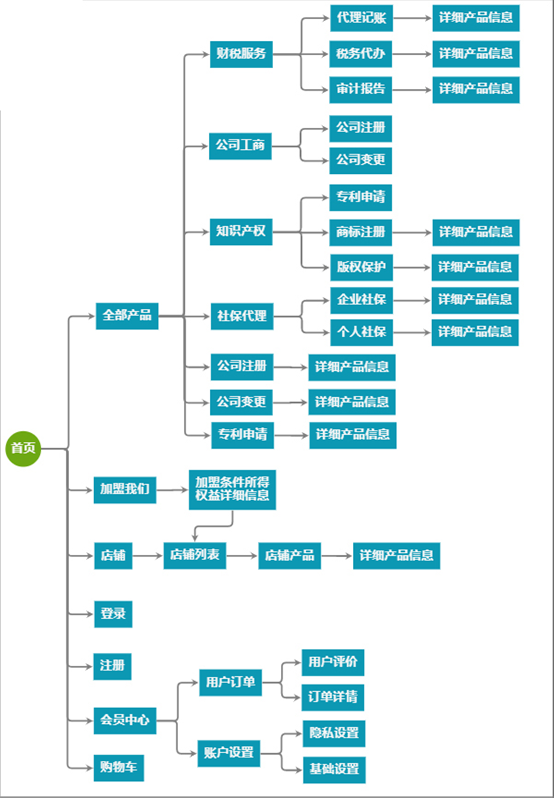 代理记账
详细产品信息
财税服务
税务代办
详细产品信息
审计报告
详细产品信息
公司工商
公司注册
公司变更
专利申请
知识产权
商标注册
详细产品信息
版权保护
详细产品信息
全部产品
社保代理
企业社保
详细产品信息
个人社保
详细产品信息
公司注册
详细产品信息
公司变更
详细产品信息
专利申请
详细产品信息
首页
加盟我们
加盟条件所得
权益详细信息
店铺
店铺列表
店铺产品
详细产品信息
登录
注册
会员中心
用户订单
用户评价
订单详情
账户设置
隐私设置
基础设置
购物车